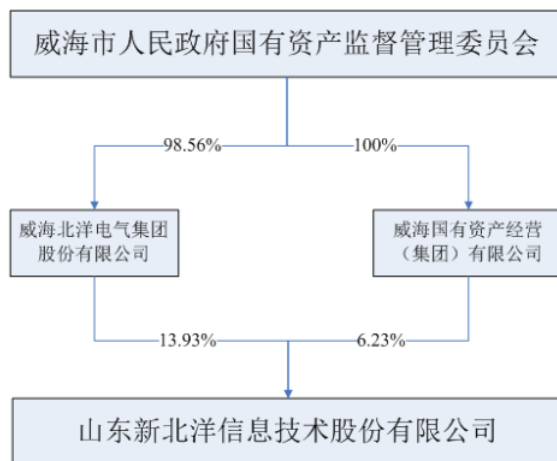 威海市人民政府国有资产监督管理委员会
98.56%
100%
威海北洋电气集团
股份有限公司
威海国有资产经营
（集团）有限公司
13.93%
6.23%
山东新北洋信息技术股份有限公司